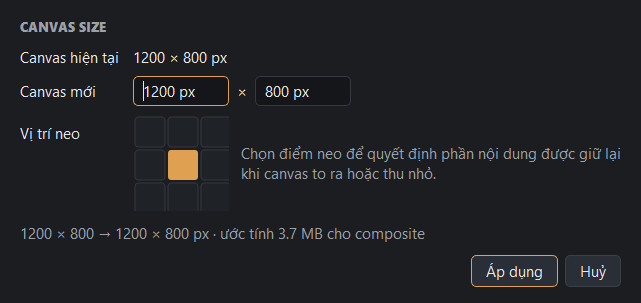 CANVAS SIZE
Canvas hiện tại 1200 × 800 px
Canvas mới 1200 px × 800 px
Vị trí neo
Chọn điểm neo để quyết định phần nội dung được giữ lại
khi canvas to ra hoặc thu nhỏ.
1200 × 800 → 1200 × 800 px · ước tính 3.7 MB cho composite
Áp dụng Huỷ